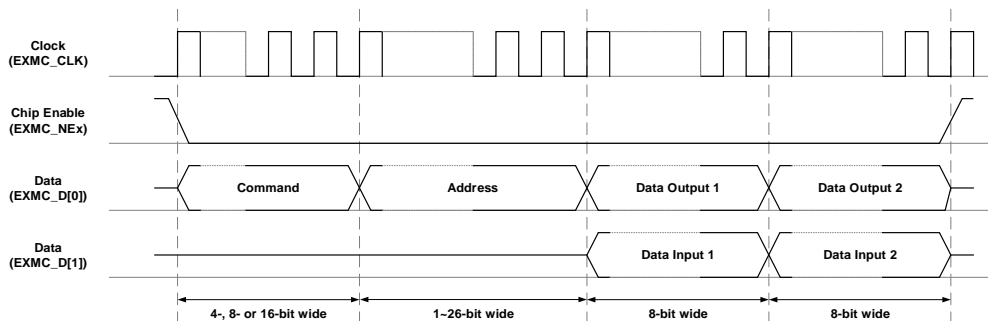 Clock
(EXMC_CLK)
Chip Enable
(EXMC_NEx)
Data
(EXMC_D[0])
Command
Address
Data Output 1
Data Output 2
Data
(EXMC_D[1])
Data Input 1
Data Input 2
4-, 8- or 16-bit wide
1~26-bit wide
8-bit wide
8-bit wide